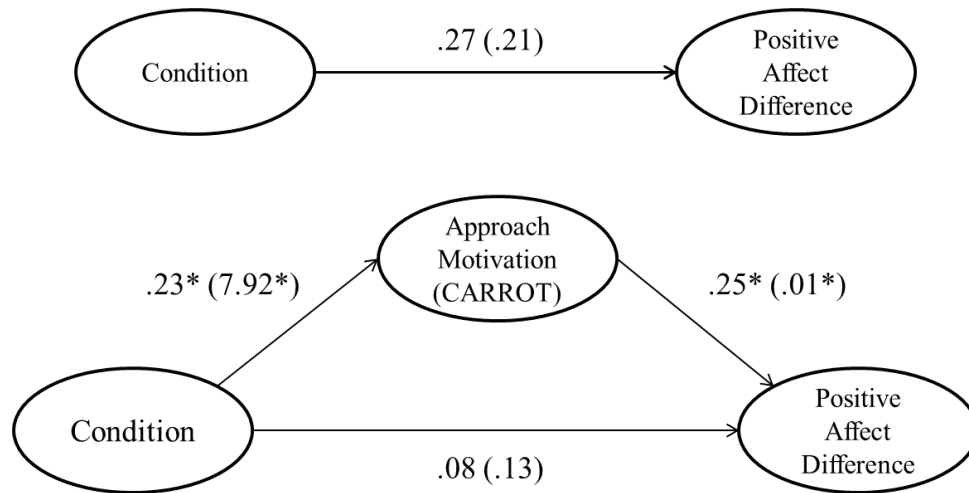 .27 (.21)
Condition
Positive
Affect
Difference
Approach
Motivation
(CARROT)
.23* (7.92*)
.25* (.01*)
Condition
Positive
Affect
Difference
.08 (.13)